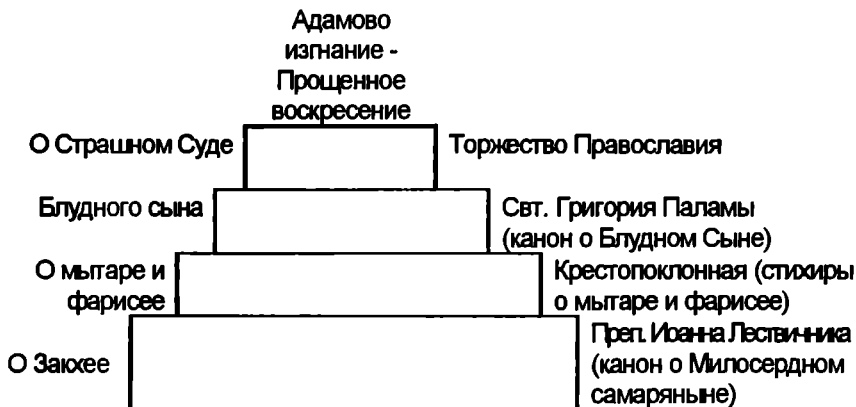 Адамово
изгнание -
Прощенное
воскресение
О Страшном Суде
Торжество Православия
Блудного сына
Свт. Григория Паламы
(канон о Блудном Сыне)
О мытаре и
фарисее
Крестопоклонная (стихиры
о мытаре и фарисее)
О Закхее
Преп. Иоанна Лествичника
(канон о Милосердном
самаряныне)